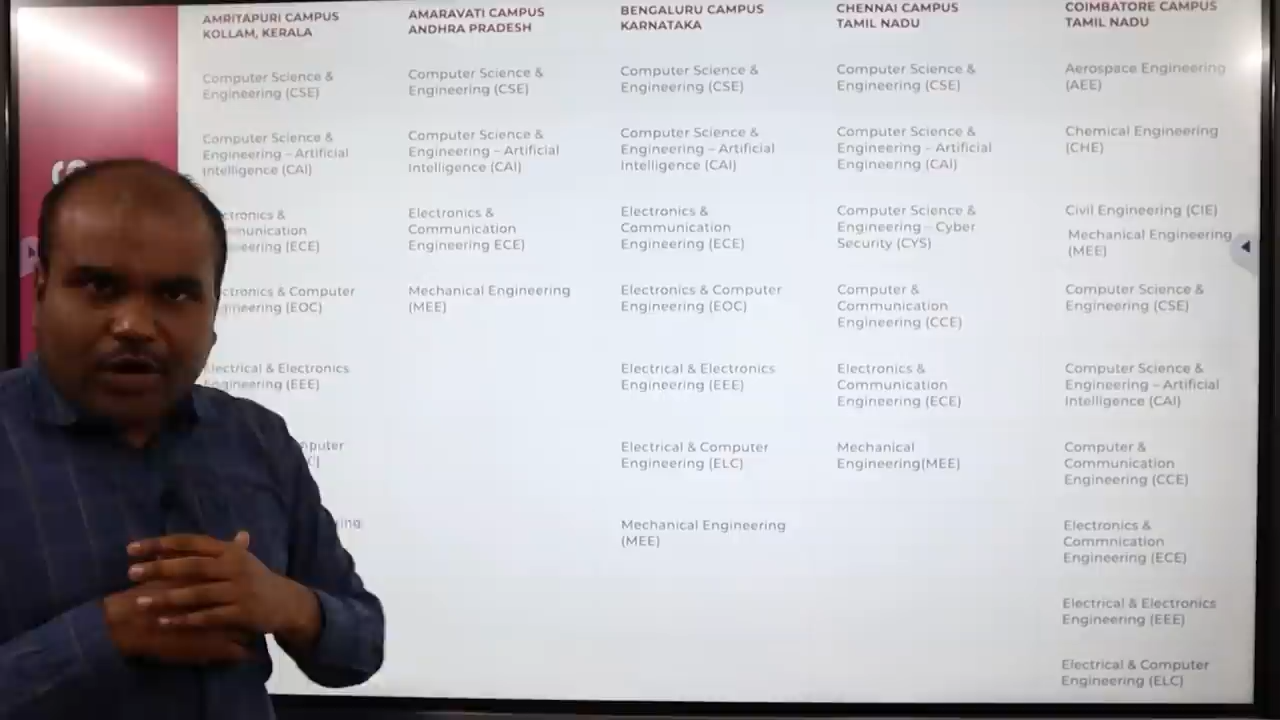 AMRITAPURI CAMPUS
KOLLAM, KERALA
Computer Science &
Engineering (CSE)
Computer Science &
Engineering – Artificial
Intelligence (CAI)
Electronics & Computer
Electrical & Electronics
Engineering (EEE)
AMARAVATI CAMPUS
ANDHRA PRADESH
Computer Science &
Engineering (CSE)
Computer Science &
Engineering – Artificial
Intelligence (CAI)
Electronics &
Communication
Engineering ECE)
Mechanical Engineering
(MEE)
BENGALURU CAMPUS
KARNATAKA
Computer Science &
Engineering (CSE)
Computer Science &
Engineering – Artificial
Intelligence (CAI)
Electronics &
Communication
Engineering (ECE)
Electronics & Computer
Engineering (EOC)
Electrical & Electronics
Engineering (EEE)
Electrical & Computer
Engineering (ELC)
Mechanical Engineering
(MEE)
CHENNAI CAMPUS
TAMIL NADU
Computer Science &
Engineering (CSE)
Computer Science &
Engineering – Artificial
Engineering (CAI)
Computer Science &
Engineering – Cyber
Security (CYS)
Computer &
Communication
Engineering (CCE)
Electronics &
Communication
Engineering (ECE)
Mechanical
Engineering(MEE)
COIMBATORE CAMPUS
TAMIL NADU
Aerospace Engineering
(AEE)
Chemical Engineering
(CHE)
Civil Engineering (CIE)
Mechanical Engineering
(MEE)
Computer Science &
Engineering (CSE)
Computer Science &
Engineering – Artificial
Intelligence (CAI)
Computer &
Communication
Engineering (CCE)
Electronics &
Commnication
Engineering (ECE)
Electrical & Electronics
Engineering (EEE)
Electrical & Computer
Engineering (ELC)